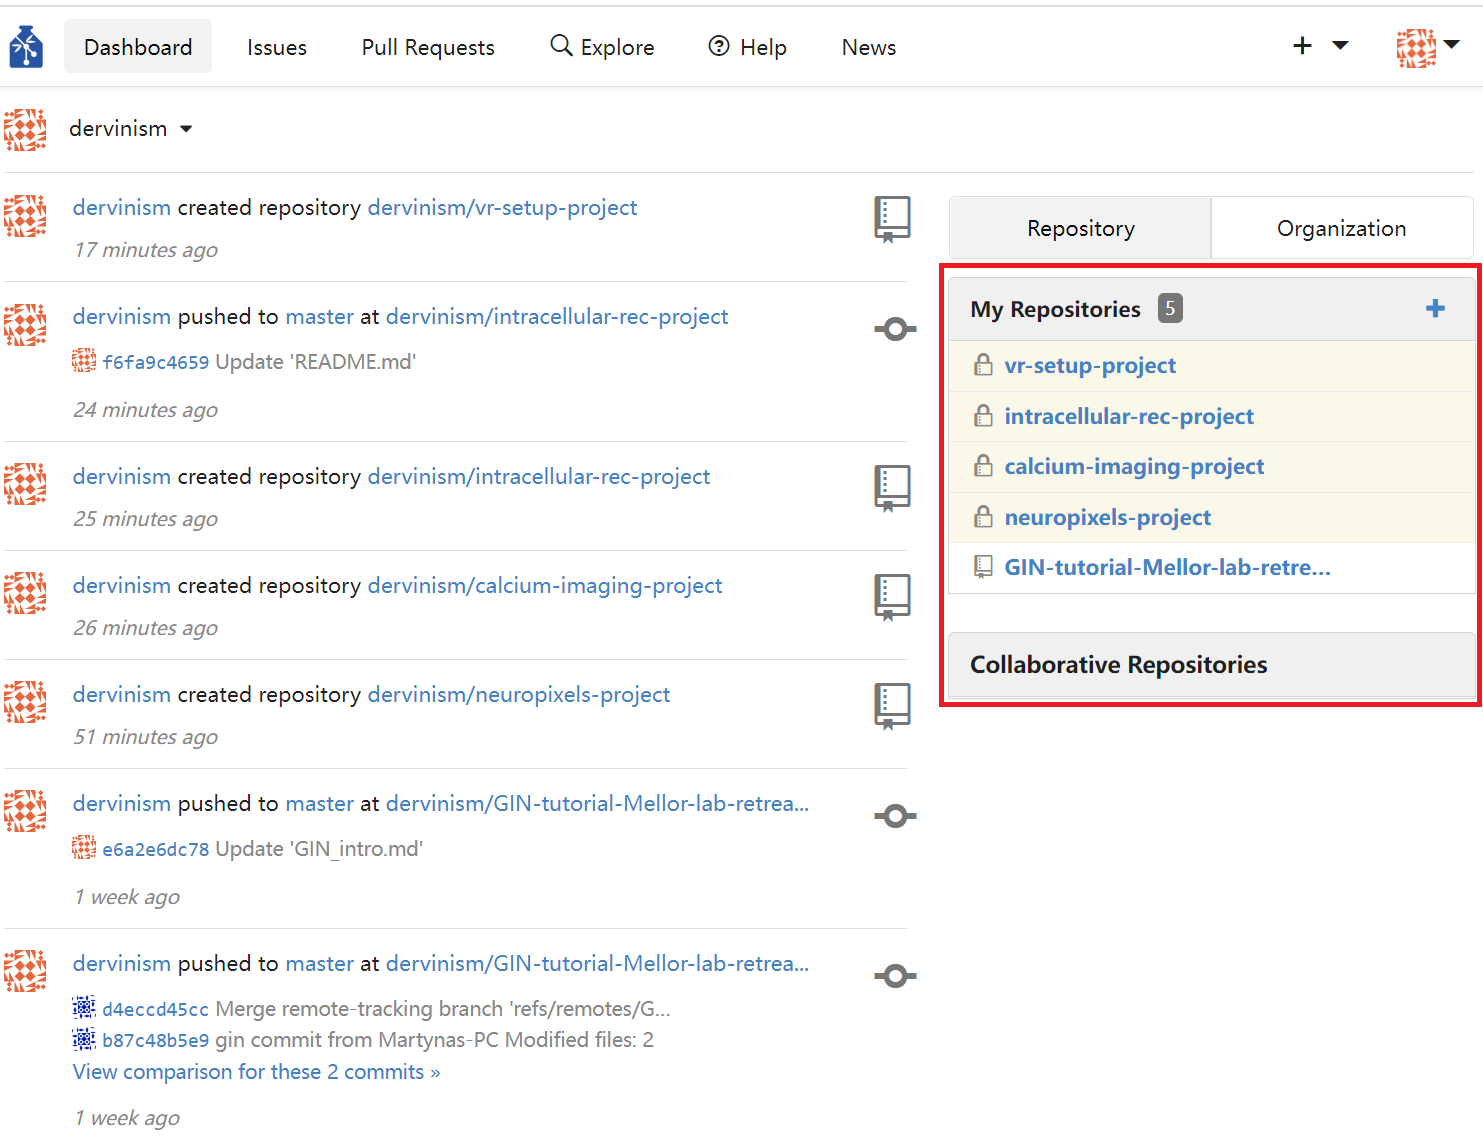 Dashboard Issues Pull Requests Explore Help News
dervinism
dervinism created repository dervinism/vr-setup-project
17 minutes ago
dervinism pushed to master at dervinism/intracellular-rec-project
f6fa9c4659 Update 'README.md'
24 minutes ago
dervinism created repository dervinism/intracellular-rec-project
25 minutes ago
dervinism created repository dervinism/calcium-imaging-project
26 minutes ago
dervinism created repository dervinism/neuropixels-project
51 minutes ago
dervinism pushed to master at dervinism/GIN-tutorial-Mellor-lab-retrea...
e6a2e6dc78 Update 'GIN_intro.md'
1 week ago
dervinism pushed to master at dervinism/GIN-tutorial-Mellor-lab-retrea...
d4eccd45cc Merge remote-tracking branch 'refs/remotes/G...
b87c48b5e9 gin commit from Martynas-PC Modified files: 2
View comparison for these 2 commits »
1 week ago
Repository Organization
My Repositories 5
vr-setup-project
intracellular-rec-project
calcium-imaging-project
neuropixels-project
GIN-tutorial-Mellor-lab-retre...
Collaborative Repositories